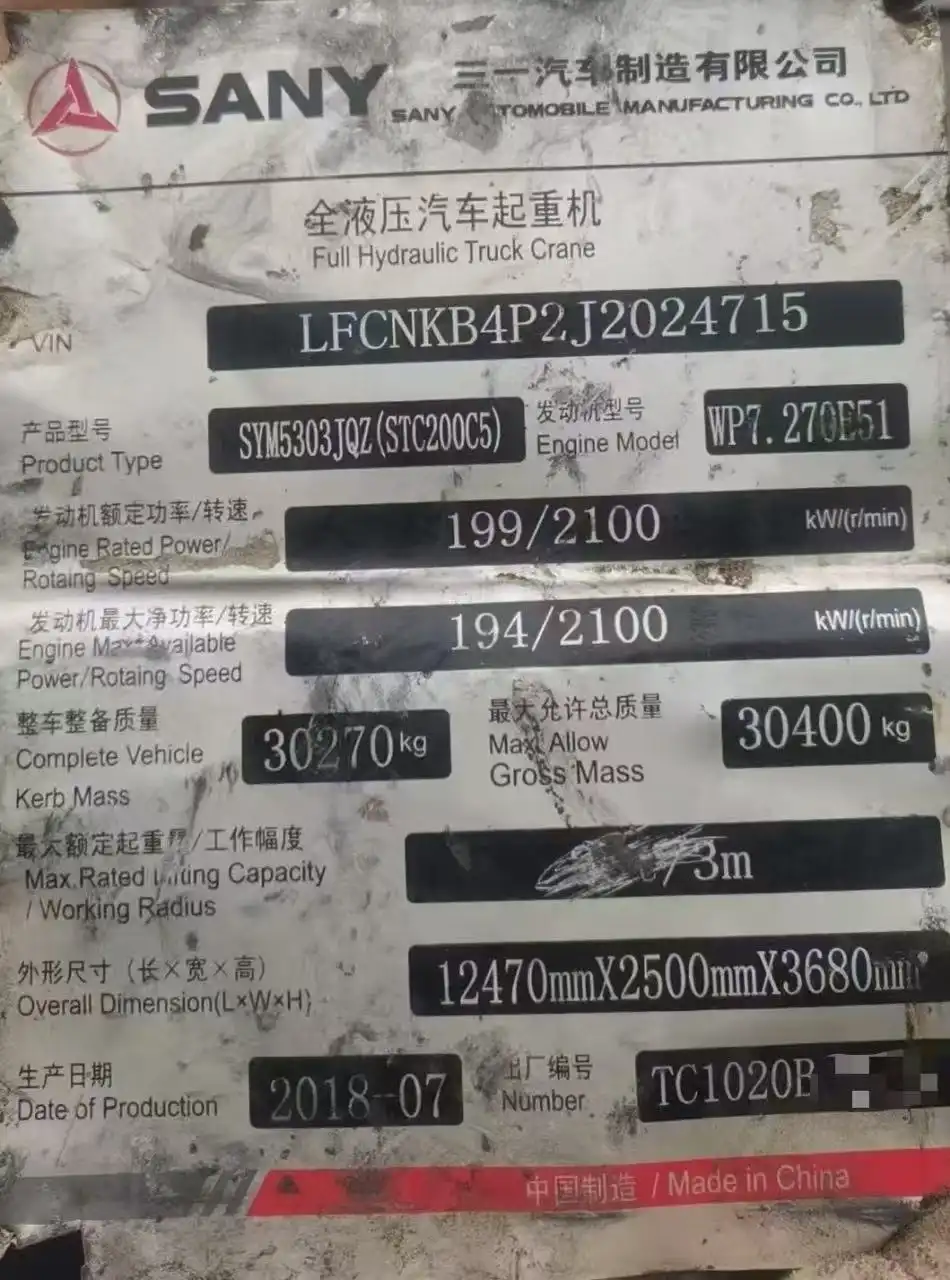 SANY 三一汽车制造有限公司
SANY TOMOBILE MANUFACTURING CO., LTD
全液压汽车起重机
Full Hydraulic Truck Crane
VIN LFCNKB4P2J2024715
产品型号 SYM5303JQZ(STC200C5) 发动机型号 WP7.270E51
Product Type Engine Model
发动机额定功率/转速 199/2100 kW/(r/min)
Engine Rated Power/
Rotaing Speed
发动机最大净功率/转速 194/2100 kW/(r/min)
Engine Available
Power/Rotaing Speed
整车整备质量 30270 kg 最大允许总质量 30400 kg
Complete Vehicle Max. Allow
Kerb Mass Gross Mass
最大额定起重 /工作幅度 /3m
Max.Rated Capacity
/ Working Radius
外形尺寸（长×宽×高） 12470mmX2500mmX3680mm
Overall Dimension(L×W×H)
生产日期 2018-07 出厂编号 TC1020B
Date of Production Number
中国制造 / Made in China